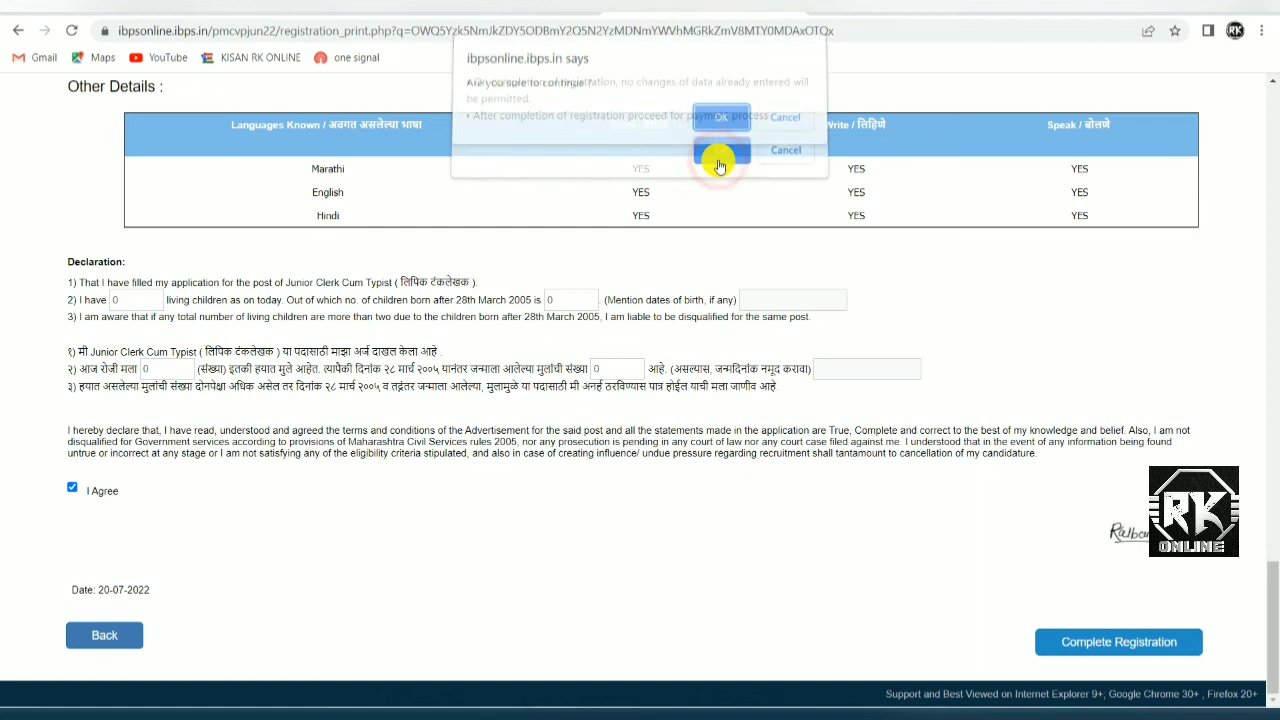 ibpsonline.ibps.in/pmcvpjun22/registration_print.php?q=OWQ5Yzk5NmJkZDY5ODBmY2Q5N2YzMDNmYWVhMGRkZmV8MTY0MDAxOTQx
RK
Gmail
Maps
YouTube
KISAN RK ONLINE
one signal
ibpsonline.ibps.in says
Are you sure to continue ?
completion of registration, no changes of data already entered will
be permitted.
• After completion of registration proceed for payment process
OK
Cancel
Cancel
Other Details :
Languages Known / अवगत असलेल्या भाषा
Write / लिहिणे
Speak / बोलणे
Marathi YES YES YES
English YES YES YES
Hindi YES YES YES
Declaration:
1) That I have filled my application for the post of Junior Clerk Cum Typist ( लिपिक टंकलेखक ).
2) I have 0 living children as on today. Out of which no. of children born after 28th March 2005 is 0 . (Mention dates of birth, if any)
3) I am aware that if any total number of living children are more than two due to the children born after 28th March 2005, I am liable to be disqualified for the same post.
१) मी Junior Clerk Cum Typist ( लिपिक टंकलेखक ) या पदासाठी माझा अर्ज दाखल केला आहे .
२) आज रोजी मला 0 (संख्या) इतकी हयात मुले आहेत. त्यापैकी दिनांक २८ मार्च २००५ यानंतर जन्माला आलेल्या मुलांची संख्या 0 आहे. (असल्यास, जन्मदिनांक नमूद करावा)
३) हयात असलेल्या मुलांची संख्या दोनपेक्षा अधिक असेल तर दिनांक २८ मार्च २००५ व तद्नंतर जन्माला आलेल्या, मुलामुळे या पदासाठी मी अनर्ह ठरविण्यास पात्र होईल याची मला जाणीव आहे
I hereby declare that, I have read, understood and agreed the terms and conditions of the Advertisement for the said post and all the statements made in the application are True, Complete and correct to the best of my knowledge and belief. Also, I am not
disqualified for Government services according to provisions of Maharashtra Civil Services rules 2005, nor any prosecution is pending in any court of law nor any court case filed against me. I understood that in the event of any information being found
untrue or incorrect at any stage or I am not satisfying any of the eligibility criteria stipulated, and also in case of creating influence/ undue pressure regarding recruitment shall tantamount to cancellation of my candidature.
I Agree
RK
ONLINE
Date: 20-07-2022
Back
Complete Registration
Support and Best Viewed on Internet Explorer 9+, Google Chrome 30+ , Firefox 20+